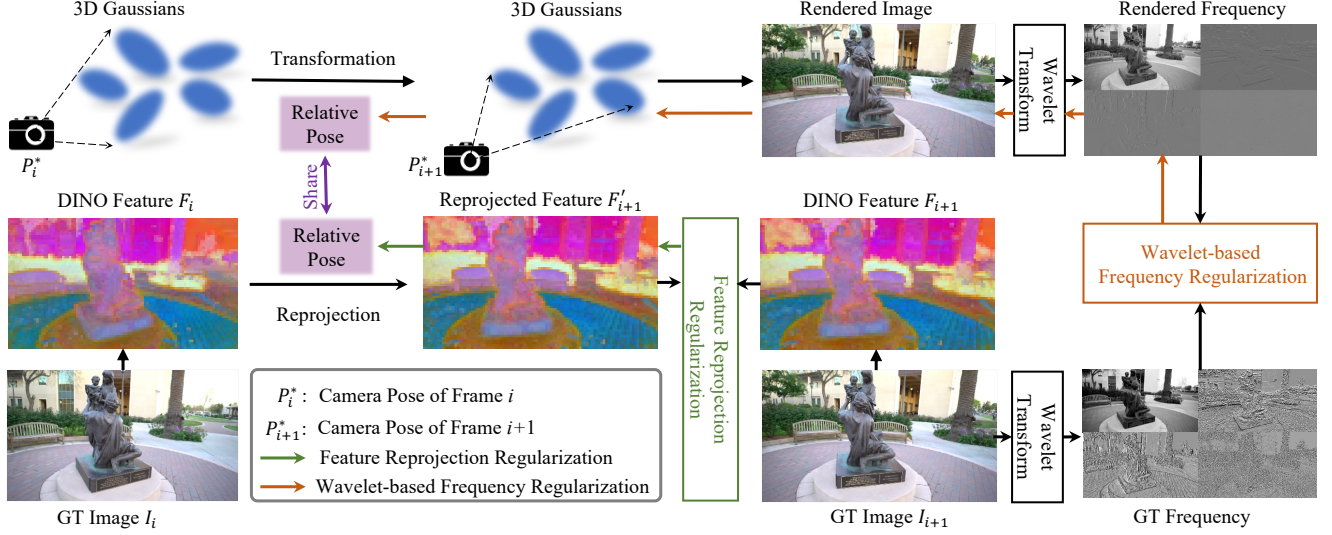 3D Gaussians
3D Gaussians
Rendered Image
Rendered Frequency
Transformation
Wavelet
Transform
Relative
Pose
P*i
P*i+1
Share
DINO Feature Fi
Reprojected Feature F′i+1
DINO Feature Fi+1
Relative
Pose
Reprojection
Feature Reprojection
Regularization
Wavelet-based
Frequency Regularization
P*i : Camera Pose of Frame i
P*i+1: Camera Pose of Frame i+1
Feature Reprojection Regularization
Wavelet-based Frequency Regularization
Wavelet
Transform
GT Image Ii
GT Image Ii+1
GT Frequency